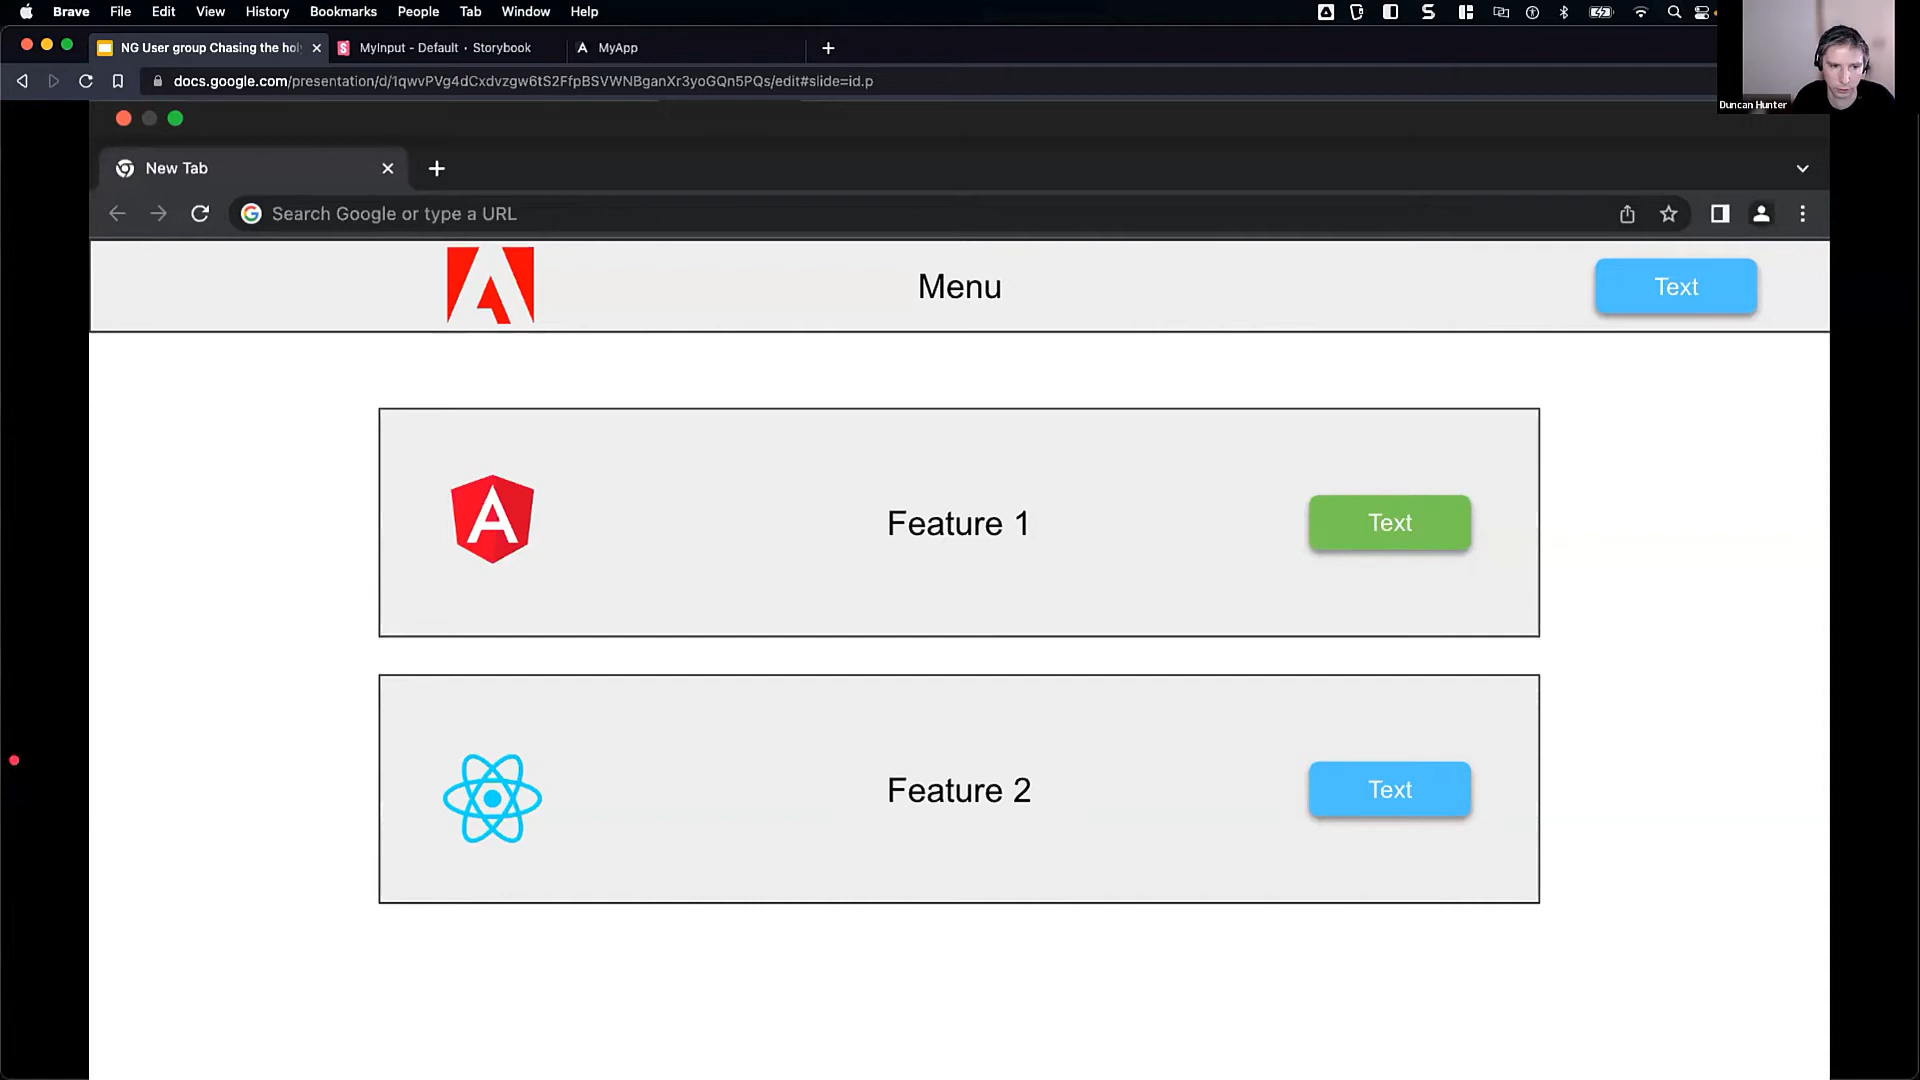 Brave File Edit View History Bookmarks People Tab Window Help
NG User group Chasing the hol
MyInput - Default • Storybook
MyApp
docs.google.com/presentation/d/1qwvPVg4dCxdvzgw6tS2FfpBSVWNBganXr3yoGQn5PQs/edit#slide=id.p
Duncan Hunter
New Tab
Search Google or type a URL
Menu
Text
Feature 1
Text
Feature 2
Text